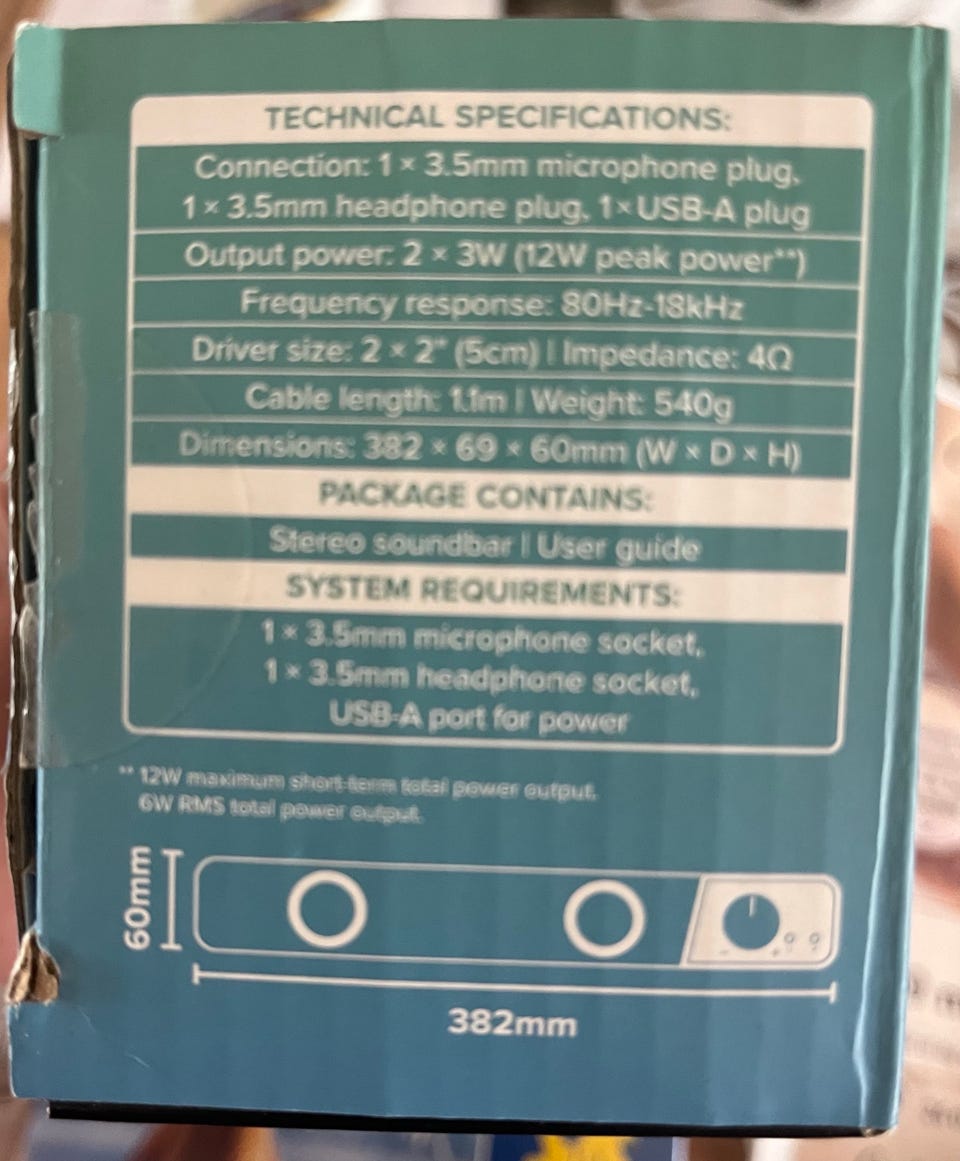 TECHNICAL SPECIFICATIONS:
Connection: 1 × 3.5mm microphone plug,
1 × 3.5mm headphone plug, 1 × USB-A plug
Output power: 2 × 3W (12W peak power**)
Frequency response: 80Hz-18kHz
Driver size: 2 × 2" (5cm) | Impedance: 4Ω
Cable length: 1.1m | Weight: 540g
Dimensions: 382 × 69 × 60mm (W × D × H)
PACKAGE CONTAINS:
Stereo soundbar | User guide
SYSTEM REQUIREMENTS:
1 × 3.5mm microphone socket,
1 × 3.5mm headphone socket,
USB-A port for power
** 12W maximum short-term total power output.
6W RMS total power output.
60mm
382mm